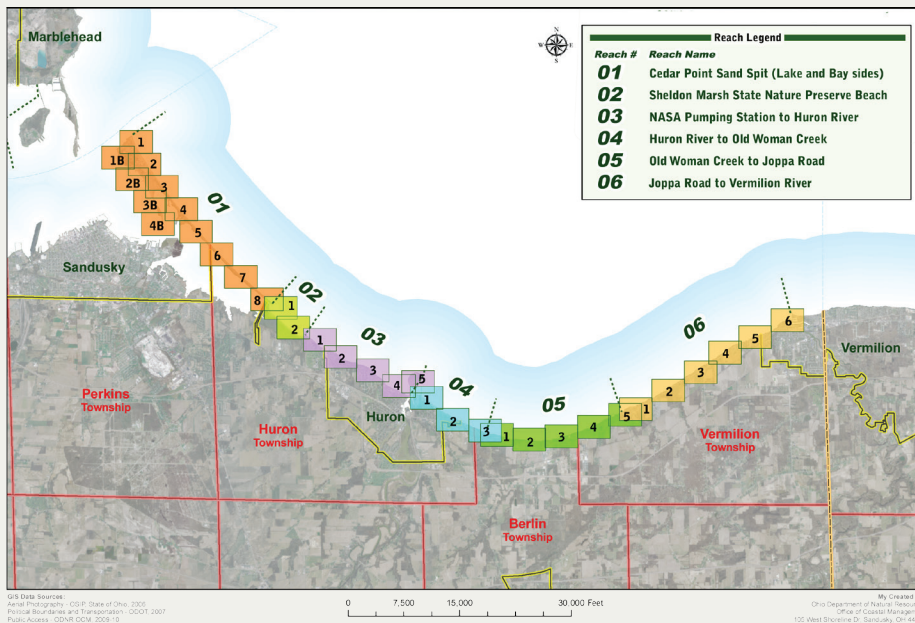 Marblehead
N
W E
S
Reach Legend
Reach # Reach Name
01 Cedar Point Sand Spit (Lake and Bay sides)
02 Sheldon Marsh State Nature Preserve Beach
03 NASA Pumping Station to Huron River
04 Huron River to Old Woman Creek
05 Old Woman Creek to Joppa Road
06 Joppa Road to Vermilion River
1
1B 2
2B 3
3B 4
4B 5
01
6
7
8
Sandusky
02
1
2
03
1
2
3
4 5
04
1
2
3
Huron
05
1 2 3 4 5
06
1 2 3 4 5 6
Vermilion
Perkins
Township
Huron
Township
Vermilion
Township
Berlin
Township
GIS Data Sources:
Aerial Photography - OSIP, State of Ohio, 2006
Political Boundaries and Transportation - ODOT, 2007
Public Access - ODNR OCM, 2009-10
0 7,500 15,000 30,000 Feet
My Created
Ohio Department of Natural Resour
Office of Coastal Managem
105 West Shoreline Dr. Sandusky, OH 44